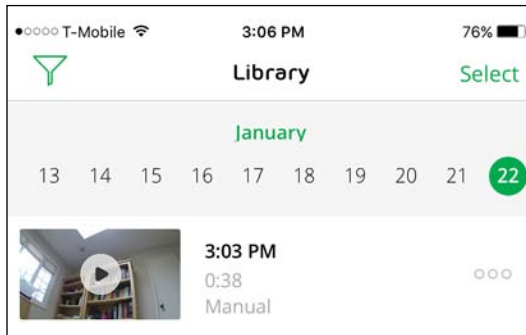 T-Mobile 3:06 PM 76%
Library Select
January
13 14 15 16 17 18 19 20 21 22
3:03 PM
0:38
Manual